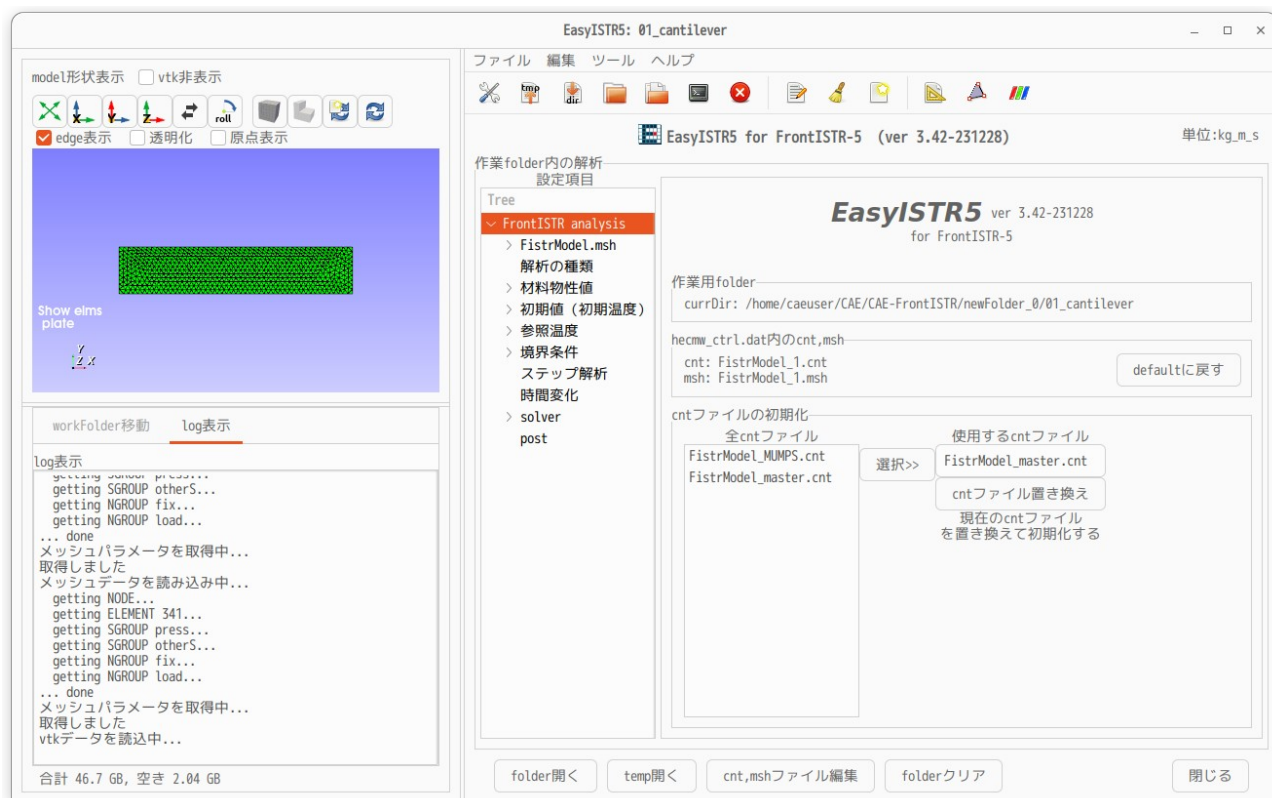 EasyISTR5: 01_cantilever
model形状表示 vtk非表示
X Y Z roll
edge表示 透明化 原点表示
Show elms
plate
Y
Z X
workFolder移動 log表示
log表示
getting SGROUP press...
getting SGROUP otherS...
getting NGROUP fix...
getting NGROUP load...
... done
メッシュパラメータを取得中...
取得しました
メッシュデータを読み込み中...
getting NODE...
getting ELEMENT 341...
getting SGROUP press...
getting SGROUP otherS...
getting NGROUP fix...
getting NGROUP load...
... done
メッシュパラメータを取得中...
取得しました
vtkデータを読込中...
合計 46.7 GB, 空き 2.04 GB
ファイル 編集 ツール ヘルプ
tmp dir
EasyISTR5 for FrontISTR-5 (ver 3.42-231228) 単位:kg_m_s
作業folder内の解析
設定項目
Tree
FrontISTR analysis
FistrModel.msh
解析の種類
材料物性値
初期値（初期温度）
参照温度
境界条件
ステップ解析
時間変化
solver
post
EasyISTR5 ver 3.42-231228
for FrontISTR-5
作業用folder
currDir: /home/caeuser/CAE/CAE-FrontISTR/newFolder_0/01_cantilever
hecmw_ctrl.dat内のcnt,msh
cnt: FistrModel_1.cnt
msh: FistrModel_1.msh
defaultに戻す
cntファイルの初期化
全cntファイル
FistrModel_MUMPS.cnt
FistrModel_master.cnt
選択>>
使用するcntファイル
FistrModel_master.cnt
cntファイル置き換え
現在のcntファイル
を置き換えて初期化する
folder開く temp開く cnt,mshファイル編集 folderクリア 閉じる